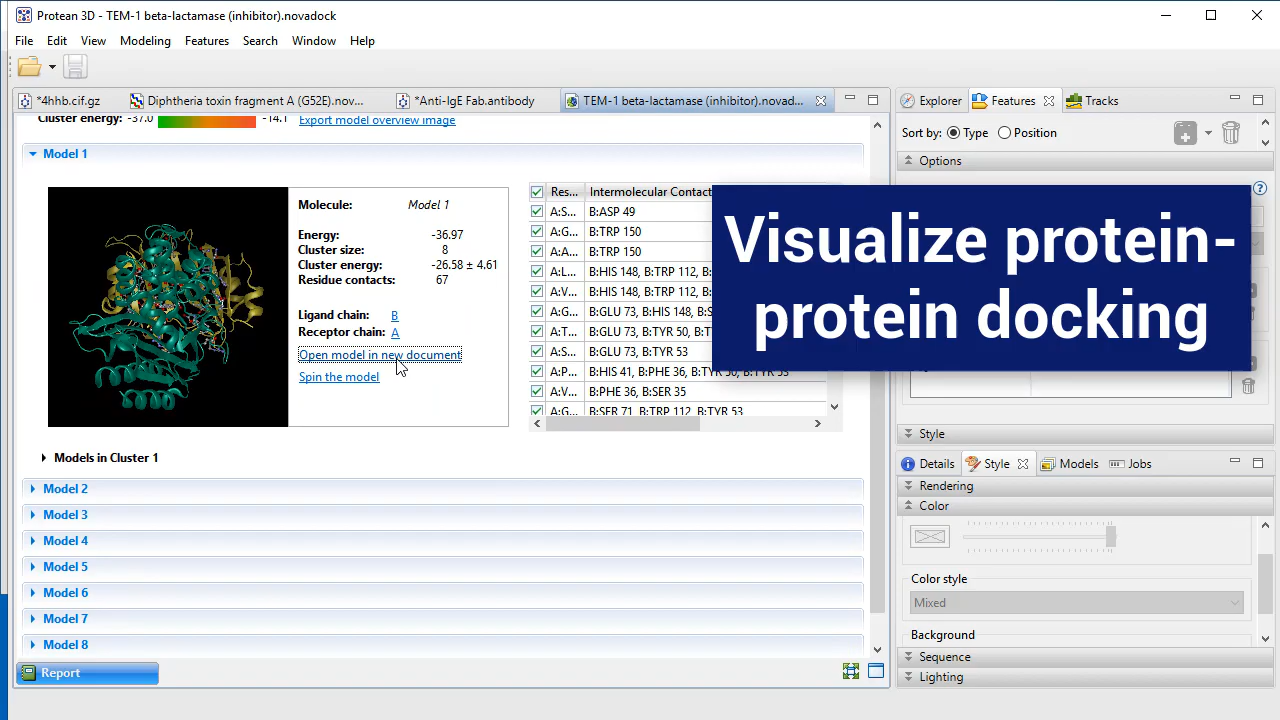 Protean 3D - TEM-1 beta-lactamase (inhibitor).novadock
File Edit View Modeling Features Search Window Help
*4hhb.cif.gz Diphtheria toxin fragment A (G52E).nov... *Anti-IgE Fab.antibody TEM-1 beta-lactamase (inhibitor).novad...
Explorer Features Tracks
Cluster energy: -37.0 -14.1 Export model overview image
Sort by: Type Position
Options
Model 1
Molecule: Model 1
Energy: -36.97
Cluster size: 8
Cluster energy: -26.58 ± 4.61
Residue contacts: 67
Ligand chain: B
Receptor chain: A
Open model in new document
Spin the model
Res... Intermolecular Contact
A:S... B:ASP 49
A:G... B:TRP 150
A:A... B:TRP 150
A:L... B:HIS 148, B:TRP 112,
A:V... B:HIS 148, B:TRP 112,
A:G... B:GLU 73, B:HIS 148,
A:T... B:GLU 73, B:TYR 50,
A:S... B:GLU 73, B:TYR 53
A:P... B:HIS 41, B:PHE 36, B:TYR 50, B:TYR 53
A:V... B:PHE 36, B:SER 35
A:G... B:SER 71, B:TRP 112, B:TYR 53
Visualize protein-
protein docking
Models in Cluster 1
Model 2
Model 3
Model 4
Model 5
Model 6
Model 7
Model 8
Report
Style
Details Style Models Jobs
Rendering
Color
Color style
Mixed
Background
Sequence
Lighting